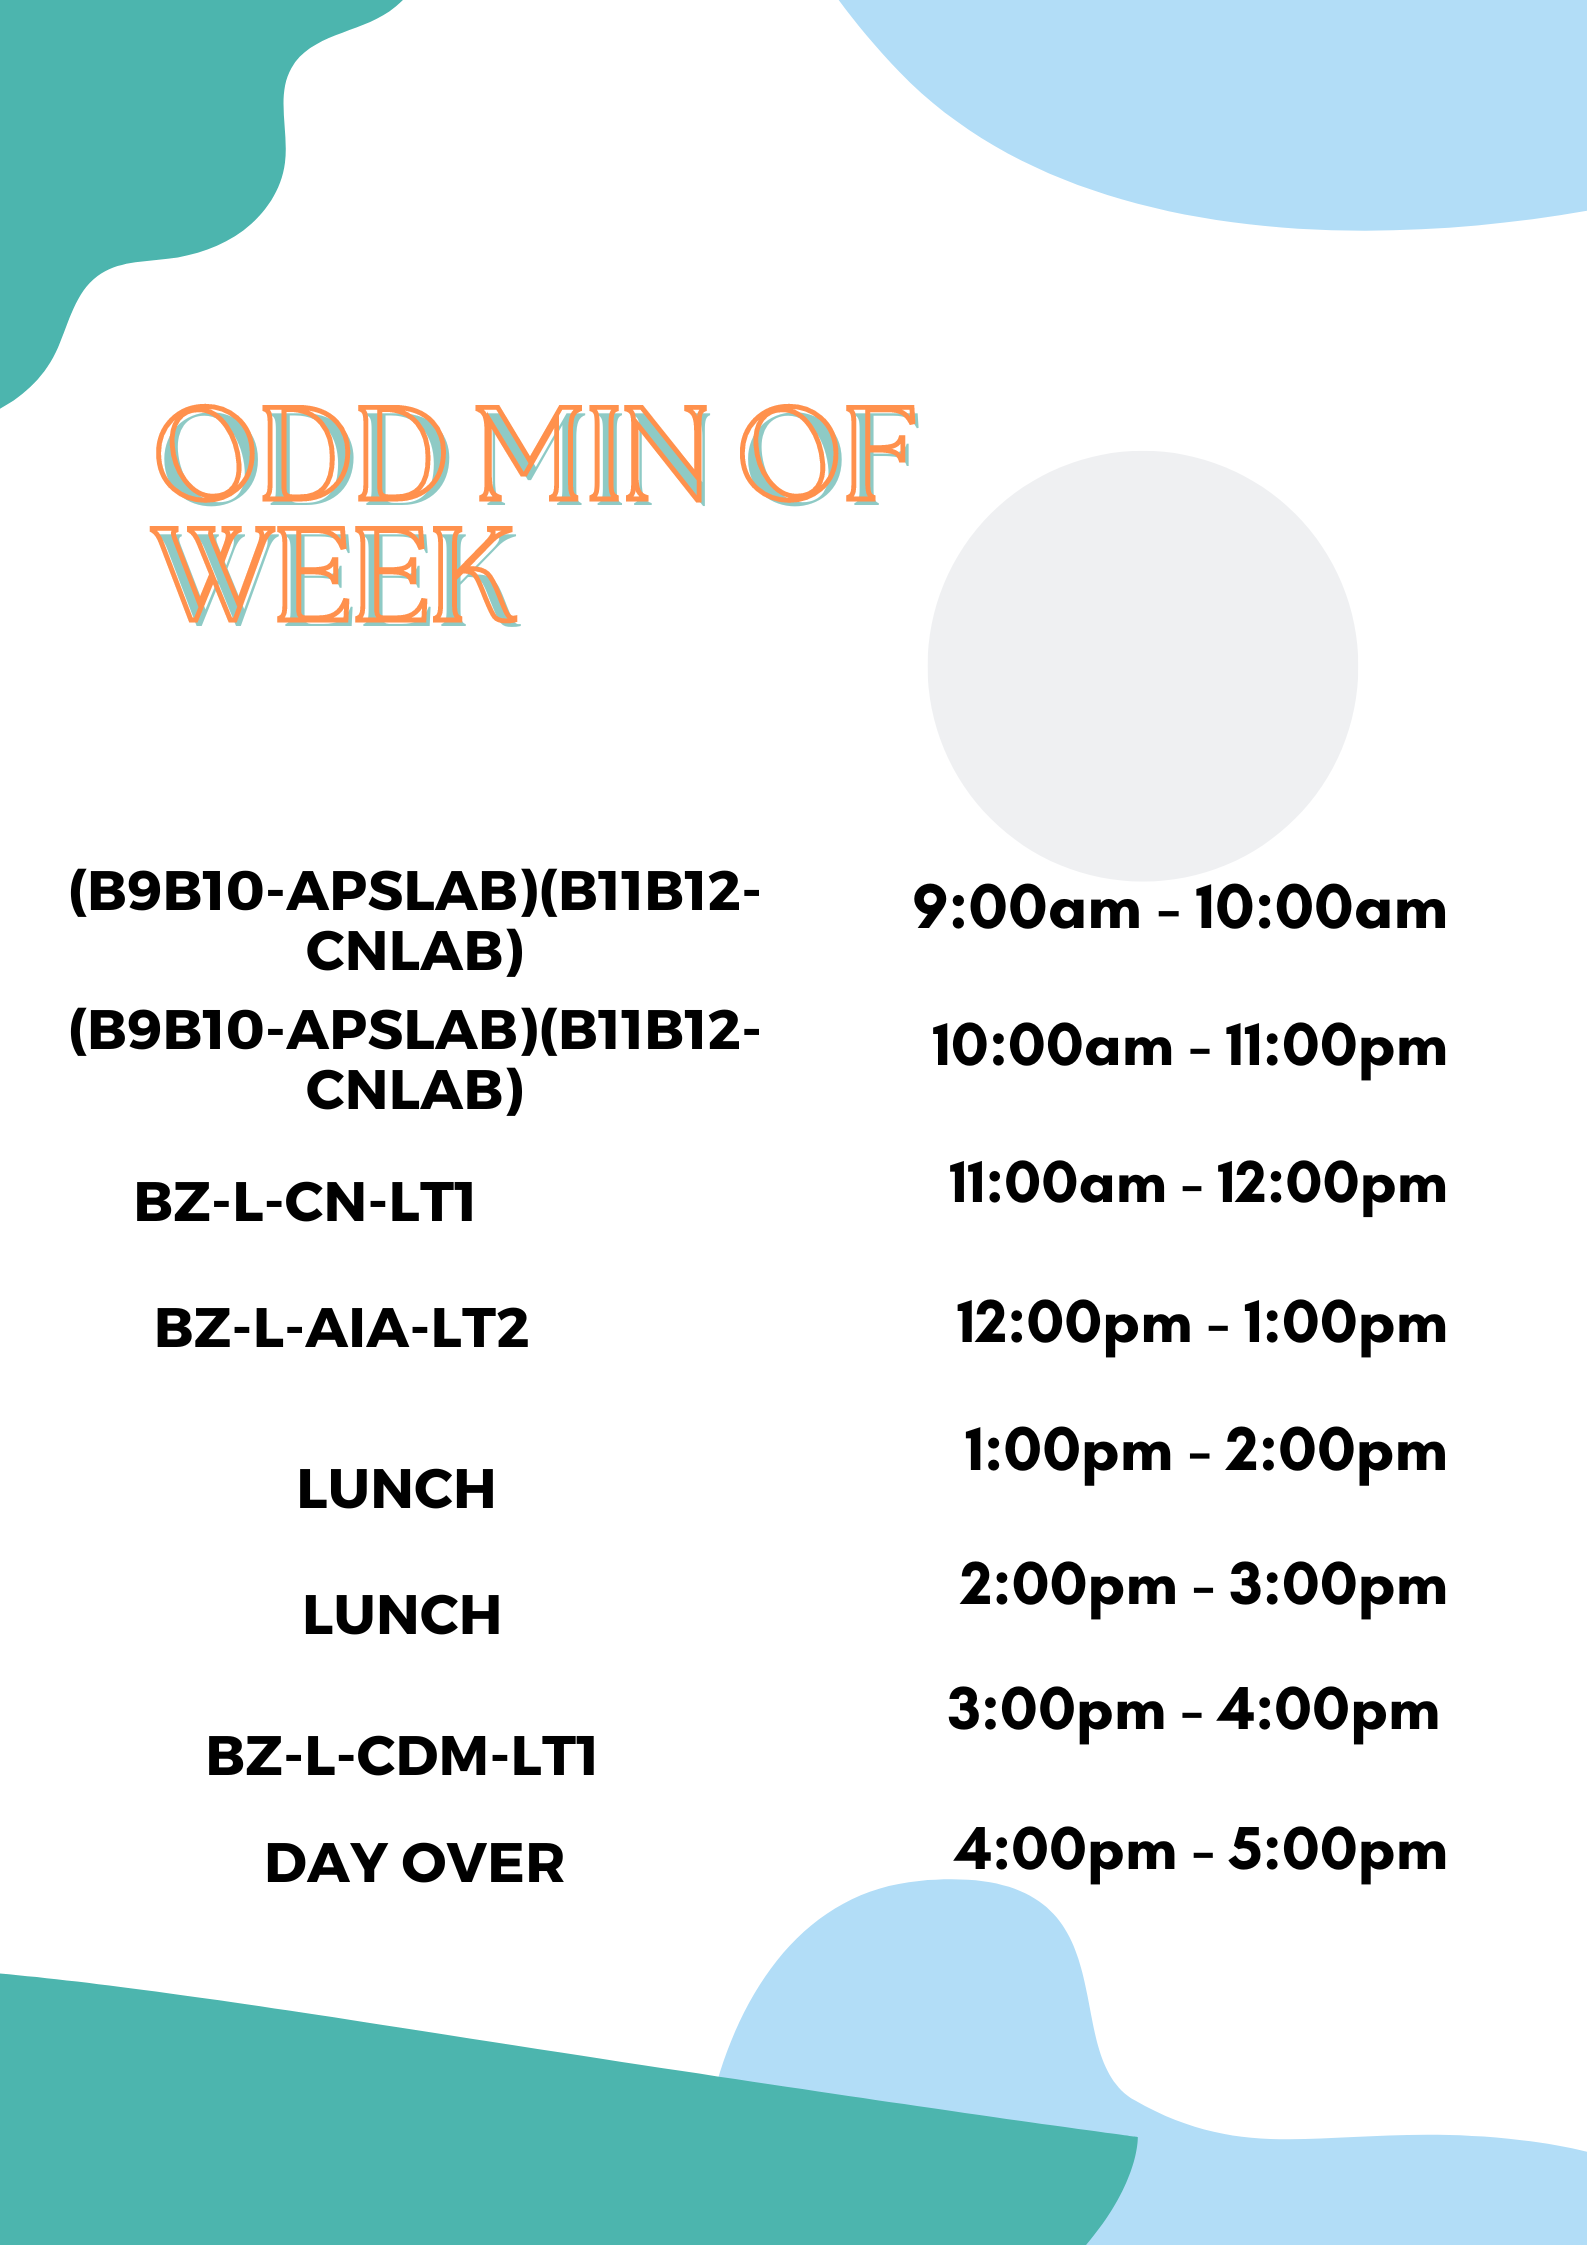 ODD MIN OF
WEEK
(B9B10-APSLAB)(B11B12-
CNLAB)
9:00am - 10:00am
(B9B10-APSLAB)(B11B12-
CNLAB)
10:00am - 11:00pm
BZ-L-CN-LT1
11:00am - 12:00pm
BZ-L-AIA-LT2
12:00pm - 1:00pm
LUNCH
1:00pm - 2:00pm
LUNCH
2:00pm - 3:00pm
BZ-L-CDM-LT1
3:00pm - 4:00pm
DAY OVER
4:00pm - 5:00pm